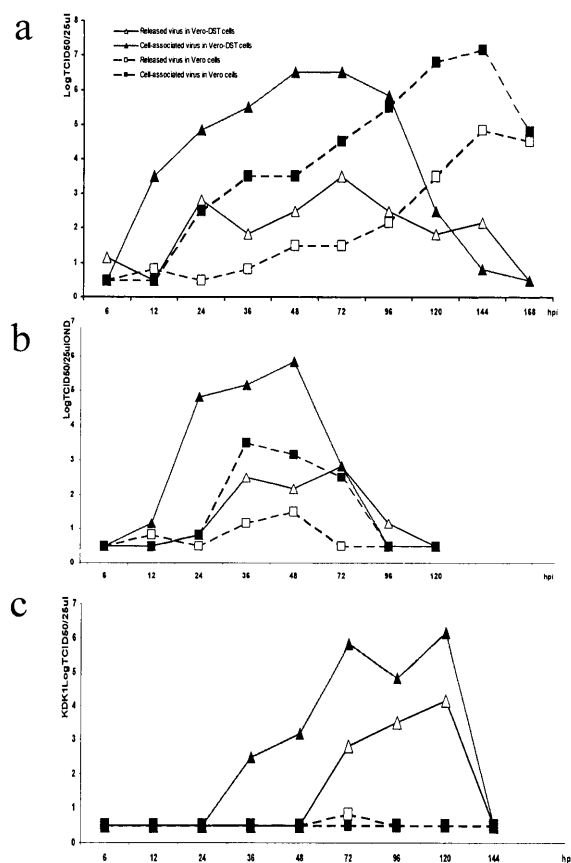 a
LogTCID50/25ul
Released virus in Vero-DST cells
Cell-associated virus in Vero-DST cells
Released virus in Vero cells
Cell-associated virus in Vero cells
8
7
6
5
4
3
2
1
0
6 12 24 36 48 72 96 120 144 168 hpi
b
LogTCID50/25ulOND
7
6
5
4
3
2
1
0
6 12 24 36 48 72 96 120 hpi
c
KDK1LogTCID50/25ul
7
6
5
4
3
2
1
0
6 12 24 36 48 72 96 120 144 hpi